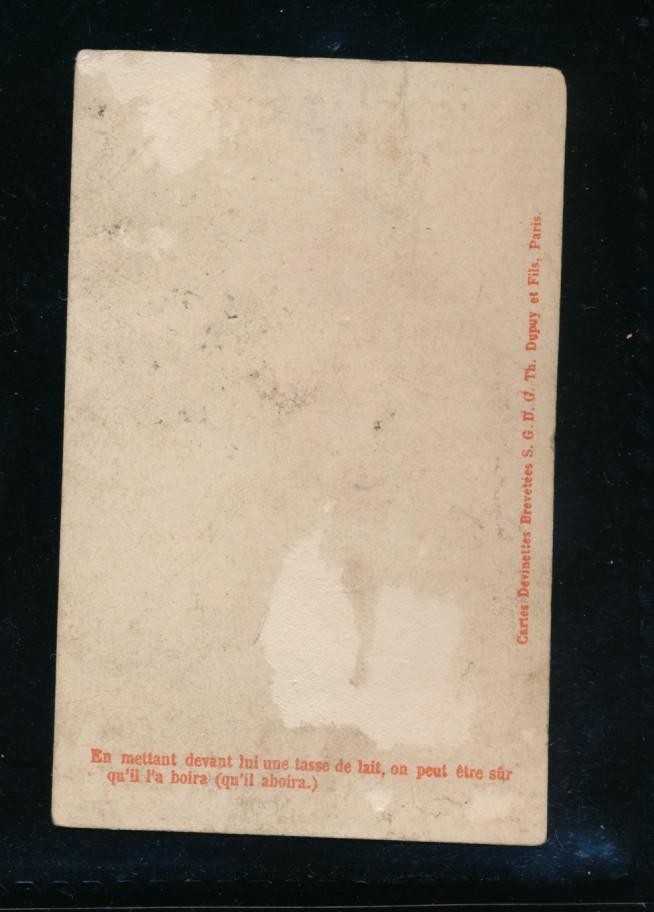 Cartes Devinettes Brevetées S. G. D. G. Th. Dupuy et Fils, Paris.
En mettant devant lui une tasse de lait, on peut être sûr
qu'il l'a boira (qu'il aboira.)